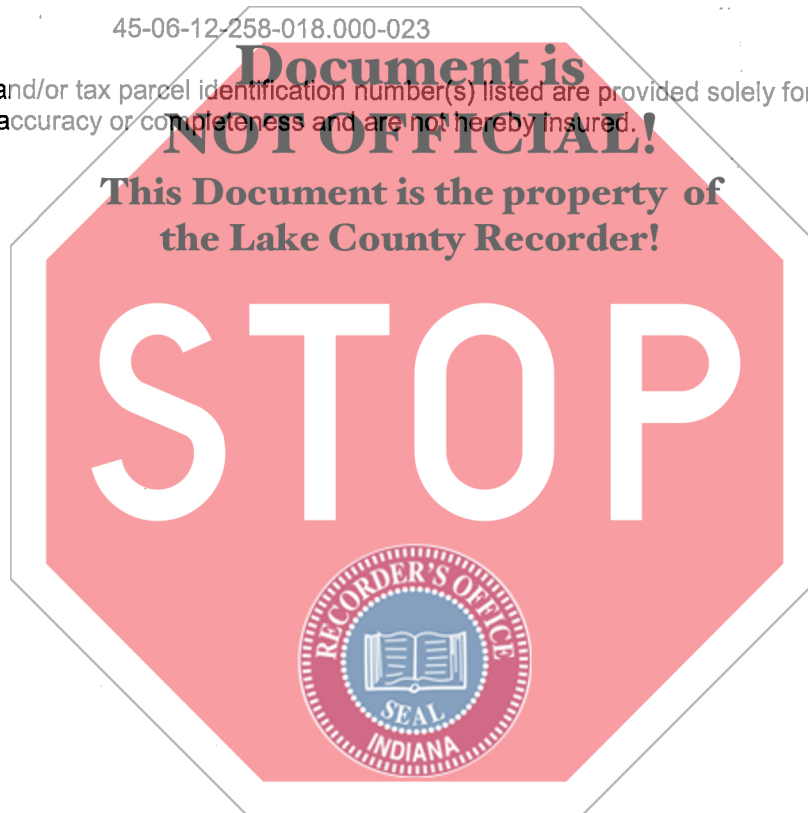 45-06-12-258-018.000-023
Document is
and/or tax parcel identification number(s) listed are provided solely for
accuracy or completeness and are not hereby insured.
NOT OFFICIAL!
This Document is the property of
the Lake County Recorder!
STOP
RECORDER'S OFFICE
SEAL
INDIANA